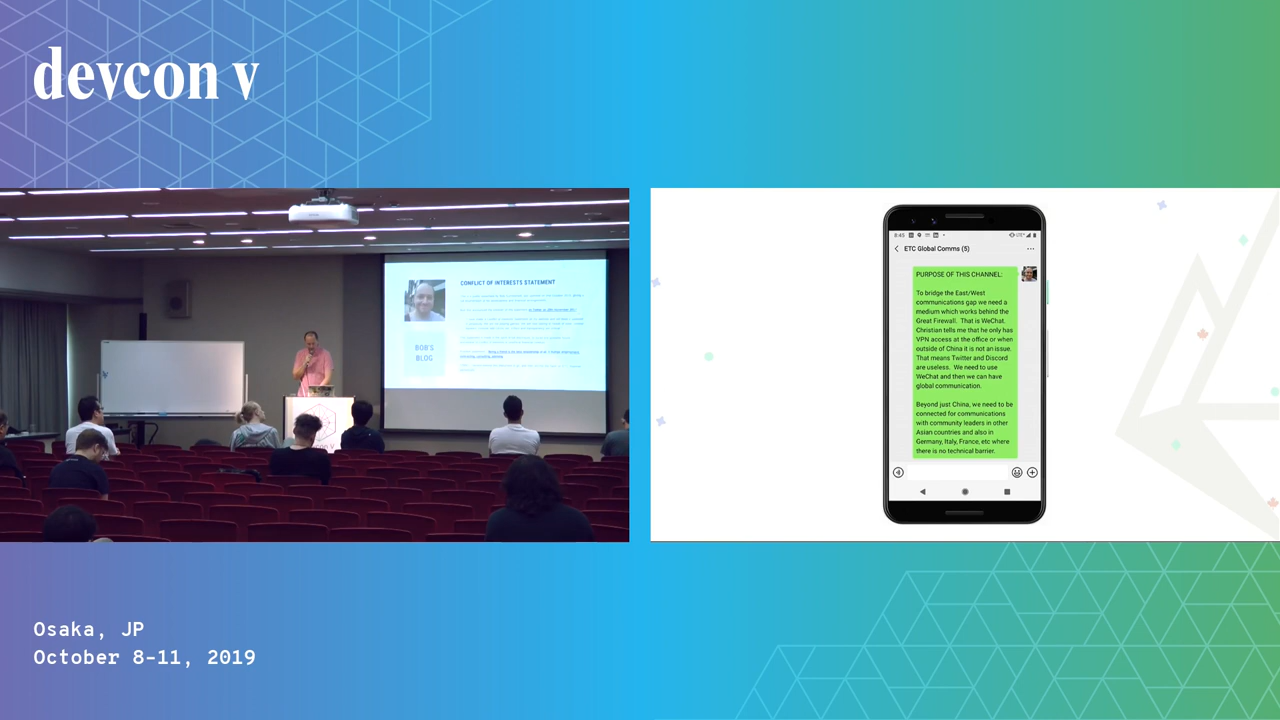 devcon v
CONFLICT OF INTERESTS STATEMENT
BOB'S
BLOG
8:45
ETC Global Comms (5)
PURPOSE OF THIS CHANNEL:
To bridge the East/West
communications gap we need a
medium which works behind the
Great Firewall. That is WeChat.
Christian tells me that he only has
VPN access at the office or when
outside of China it is not an issue.
That means Twitter and Discord
are useless. We need to use
WeChat and then we can have
global communication.
Beyond just China, we need to be
connected for communications
with community leaders in other
Asian countries and also in
Germany, Italy, France, etc where
there is no technical barrier.
Osaka, JP
October 8-11, 2019